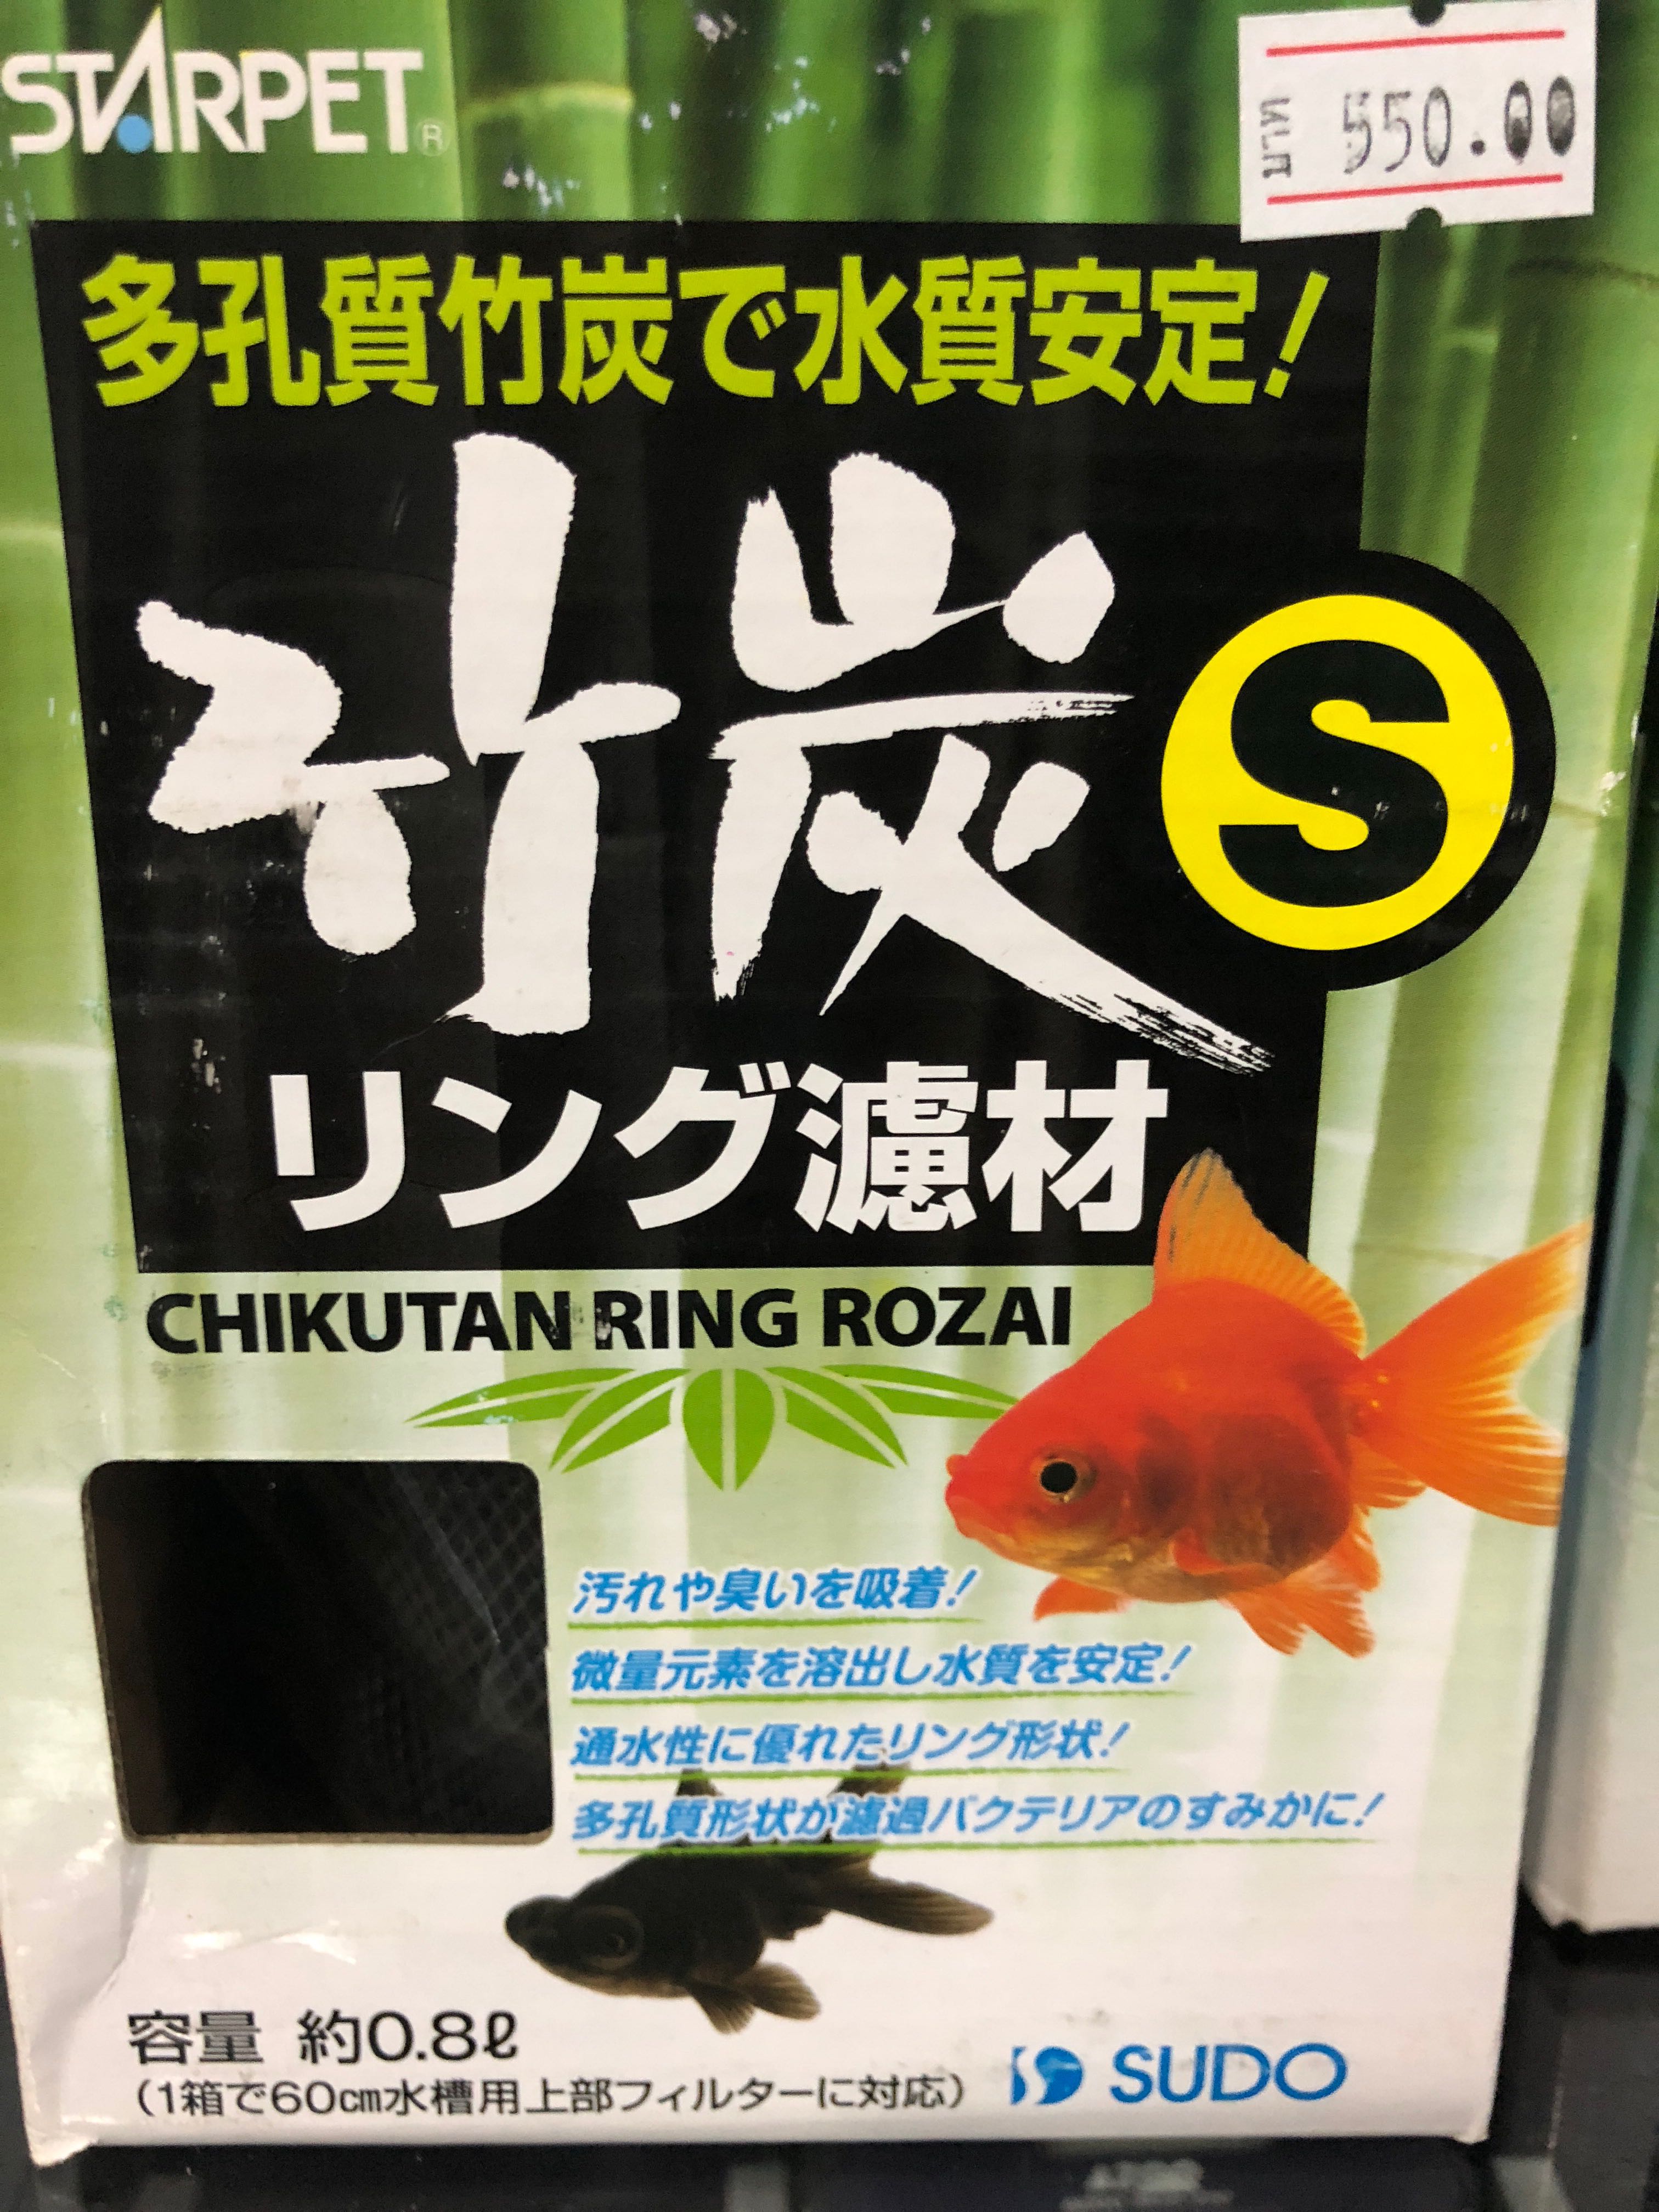 STARPET®
บาท 550.00
多孔質竹炭で水質安定!
竹炭
S
リング濾材
CHIKUTAN RING ROZAI
汚れや臭いを吸着!
微量元素を溶出し水質を安定!
通水性に優れたリング形状!
多孔質形状が濾過バクテリアのすみかに!
容量 約0.8ℓ
(1箱で60cm水槽用上部フィルターに対応)
SUDO